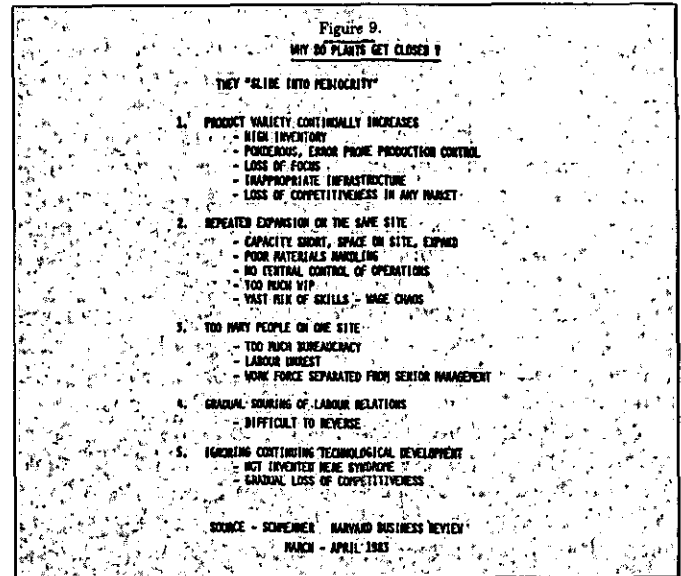 Figure 9.
WHY DO PLANTS GET CLOSED ?
THEY "SLIDE INTO MEDIOCRITY"
1. PRODUCT VARIETY CONTINUALLY INCREASES
- HIGH INVENTORY
- PONDEROUS, ERROR PRONE PRODUCTION CONTROL
- LOSS OF FOCUS
- INAPPROPRIATE INFRASTRUCTURE
- LOSS OF COMPETITIVENESS IN ANY MARKET
2. REPEATED EXPANSION ON THE SAME SITE
- CAPACITY SHORT, SPACE ON SITE, EXPAND
- POOR MATERIALS HANDLING
- NO CENTRAL CONTROL OF OPERATIONS
- TOO MUCH WIP
- VAST MIX OF SKILLS - WAGE CHAOS
3. TOO MANY PEOPLE ON ONE SITE
- TOO MUCH BUREAUCRACY
- LABOUR UNREST
- WORK FORCE SEPARATED FROM SENIOR MANAGEMENT
4. GRADUAL SOURING OF LABOUR RELATIONS
- DIFFICULT TO REVERSE
5. IGNORING CONTINUING TECHNOLOGICAL DEVELOPMENT
- NOT INVENTED HERE SYNDROME
- GRADUAL LOSS OF COMPETITIVENESS
SOURCE - SCHMENNER HARVARD BUSINESS REVIEW
MARCH - APRIL 1983